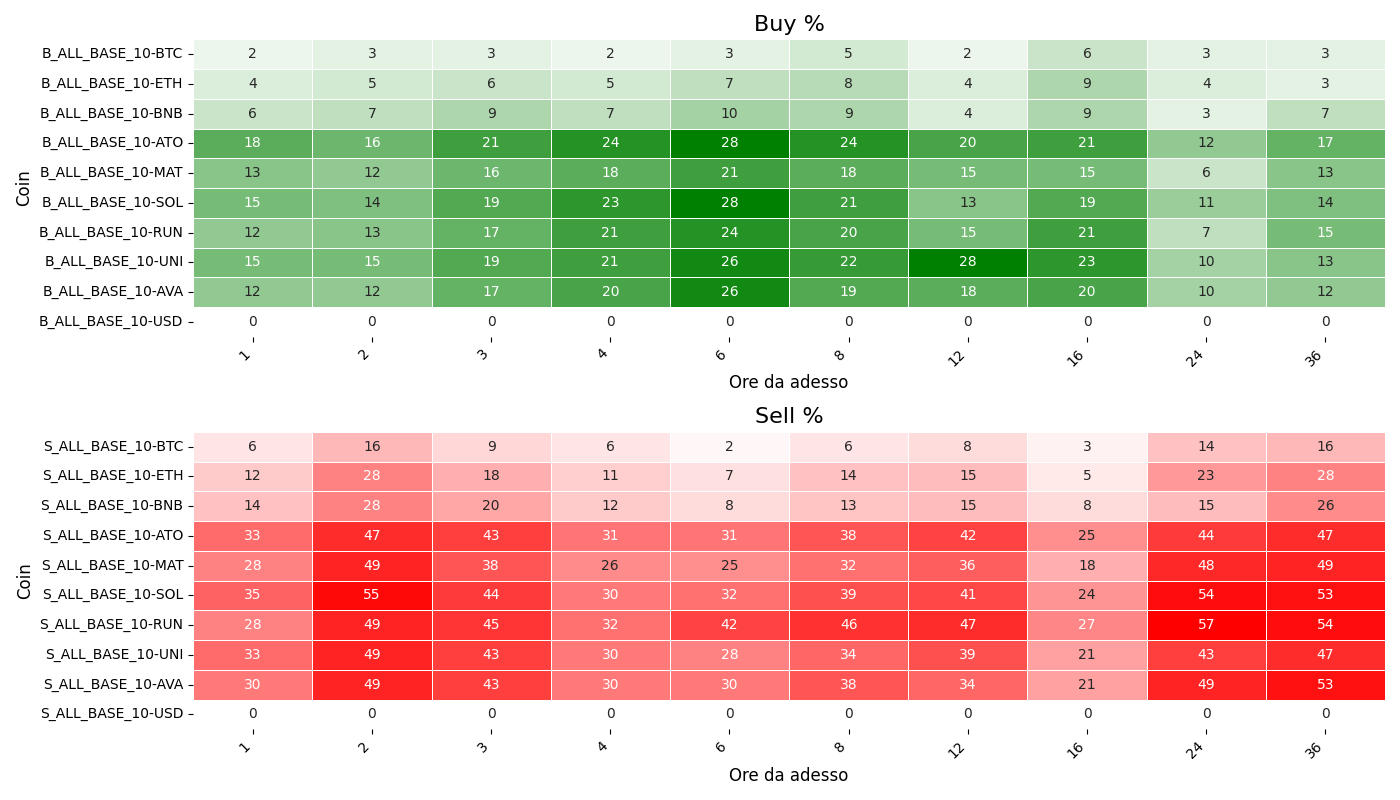 Buy %
Coin
B_ALL_BASE_10-BTC 2 3 3 2 3 5 2 6 3 3
B_ALL_BASE_10-ETH 4 5 6 5 7 8 4 9 4 3
B_ALL_BASE_10-BNB 6 7 9 7 10 9 4 9 3 7
B_ALL_BASE_10-ATO 18 16 21 24 28 24 20 21 12 17
B_ALL_BASE_10-MAT 13 12 16 18 21 18 15 15 6 13
B_ALL_BASE_10-SOL 15 14 19 23 28 21 13 19 11 14
B_ALL_BASE_10-RUN 12 13 17 21 24 20 15 21 7 15
B_ALL_BASE_10-UNI 15 15 19 21 26 22 28 23 10 13
B_ALL_BASE_10-AVA 12 12 17 20 26 19 18 20 10 12
B_ALL_BASE_10-USD 0 0 0 0 0 0 0 0 0 0
1 2 3 4 6 8 12 16 24 36
Ore da adesso
Sell %
Coin
S_ALL_BASE_10-BTC 6 16 9 6 2 6 8 3 14 16
S_ALL_BASE_10-ETH 12 28 18 11 7 14 15 5 23 28
S_ALL_BASE_10-BNB 14 28 20 12 8 13 15 8 15 26
S_ALL_BASE_10-ATO 33 47 43 31 31 38 42 25 44 47
S_ALL_BASE_10-MAT 28 49 38 26 25 32 36 18 48 49
S_ALL_BASE_10-SOL 35 55 44 30 32 39 41 24 54 53
S_ALL_BASE_10-RUN 28 49 45 32 42 46 47 27 57 54
S_ALL_BASE_10-UNI 33 49 43 30 28 34 39 21 43 47
S_ALL_BASE_10-AVA 30 49 43 30 30 38 34 21 49 53
S_ALL_BASE_10-USD 0 0 0 0 0 0 0 0 0 0
1 2 3 4 6 8 12 16 24 36
Ore da adesso